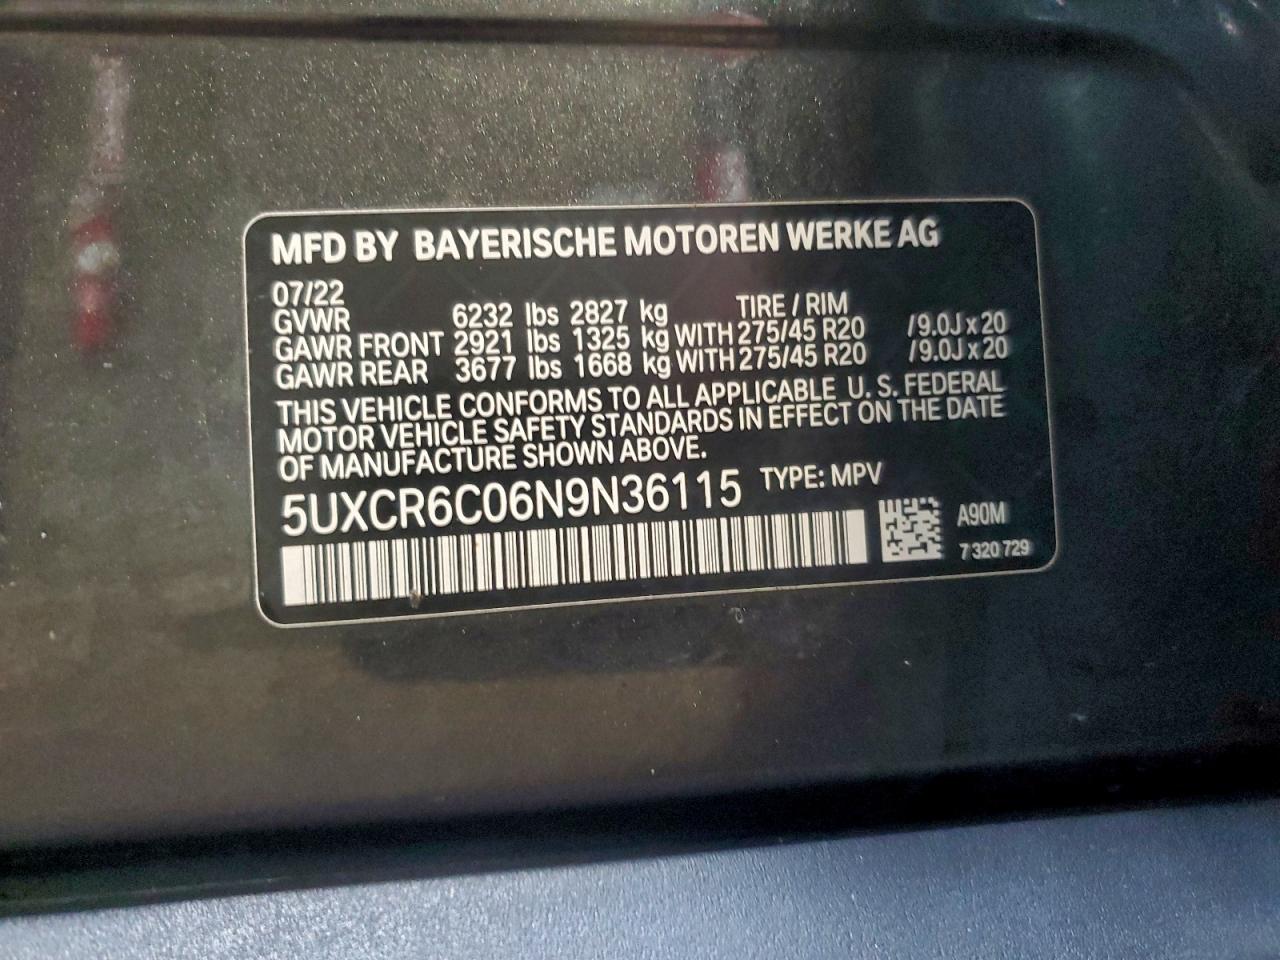 MFD BY BAYERISCHE MOTOREN WERKE AG
07/22
GVWR 6232 lbs 2827 kg TIRE / RIM
GAWR FRONT 2921 lbs 1325 kg WITH 275/45 R20 /9.0J x 20
GAWR REAR 3677 lbs 1668 kg WITH 275/45 R20 /9.0J x 20
THIS VEHICLE CONFORMS TO ALL APPLICABLE U. S. FEDERAL
MOTOR VEHICLE SAFETY STANDARDS IN EFFECT ON THE DATE
OF MANUFACTURE SHOWN ABOVE.
5UXCR6C06N9N36115 TYPE: MPV
A90M
7 320 729